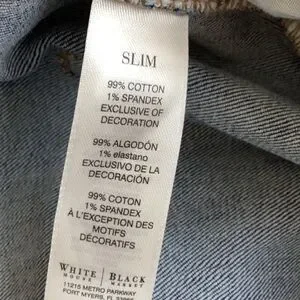 SLIM
99% COTTON
1% SPANDEX
EXCLUSIVE OF
DECORATION
99% ALGODÓN
1% elastano
EXCLUSIVO DE LA
DECORACIÓN
99% COTON
1% SPANDEX
À L'EXCEPTION DES
MOTIFS
DÉCORATIFS
WHITE | BLACK
HOUSE MARKET
11215 METRO PARKWAY
FORT MYERS, FL